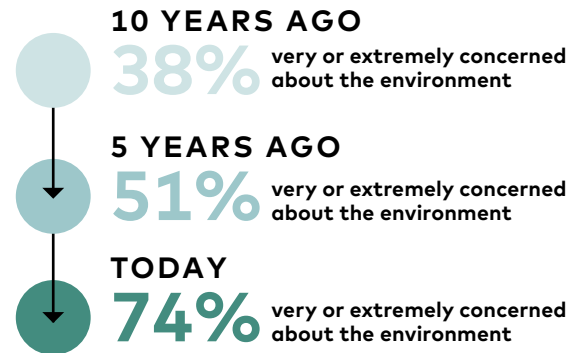 10 YEARS AGO
38% very or extremely concerned
about the environment
5 YEARS AGO
51% very or extremely concerned
about the environment
TODAY
74% very or extremely concerned
about the environment